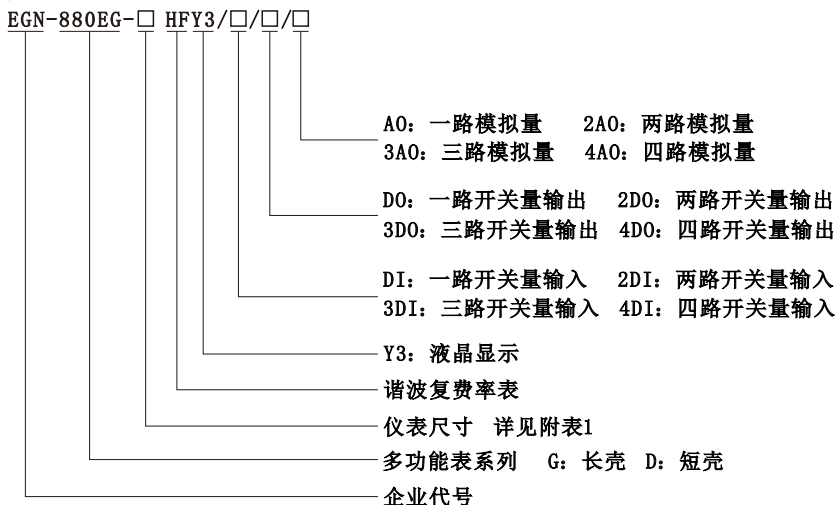 EGN-880EG-□ HFY3/□/□/□
AO：一路模拟量 2AO：两路模拟量
3AO：三路模拟量 4AO：四路模拟量
DO：一路开关量输出 2DO：两路开关量输出
3DO：三路开关量输出 4DO：四路开关量输出
DI：一路开关量输入 2DI：两路开关量输入
3DI：三路开关量输入 4DI：四路开关量输入
Y3：液晶显示
谐波复费率表
仪表尺寸 详见附表1
多功能表系列 G：长壳 D：短壳
企业代号